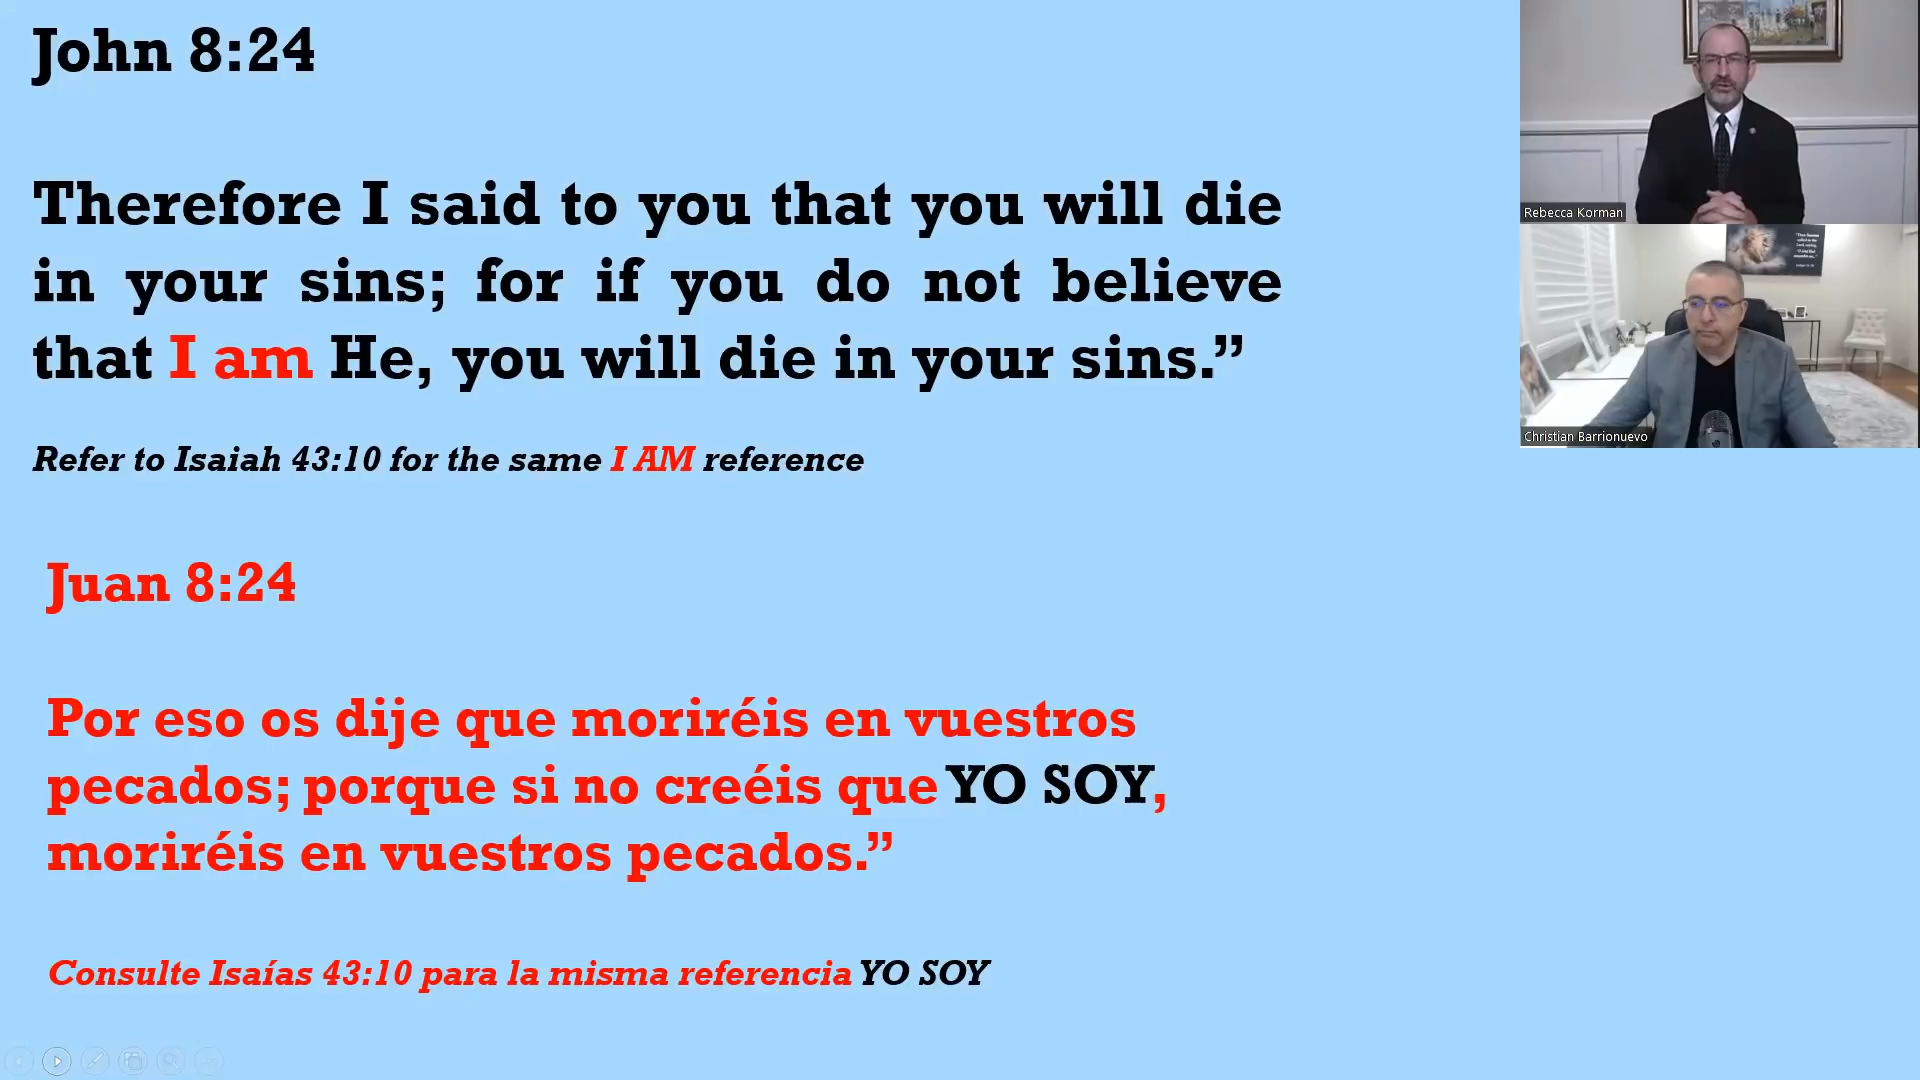 John 8:24
Therefore I said to you that you will die
in your sins; for if you do not believe
that I am He, you will die in your sins.”
Refer to Isaiah 43:10 for the same I AM reference
Juan 8:24
Por eso os dije que moriréis en vuestros
pecados; porque si no creéis que YO SOY,
moriréis en vuestros pecados.”
Consulte Isaías 43:10 para la misma referencia YO SOY
Rebecca Korman
Christian Barrionuevo